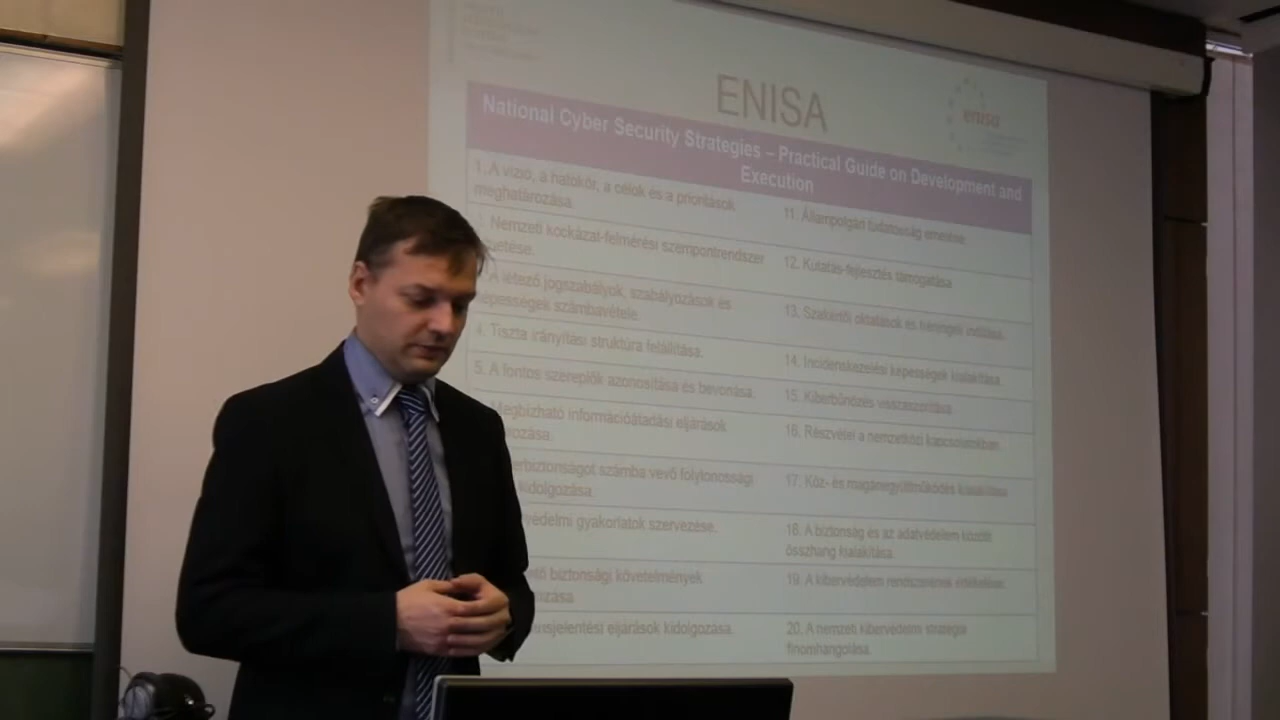 ENISA
enisa
National Cyber Security Strategies – Practical Guide on Development and
Execution
1. A vízió, a hatókör, a célok és a prioritások
meghatározása.
Nemzeti kockázat-felmérési szempontrendszer
A létező jogszabályok, szabályozások és
képességek számbavétele.
4. Tiszta irányítási struktúra felállítása.
5. A fontos szereplők azonosítása és bevonása.
Megbízható információátadási eljárások
számba vevő folytonossági
kidolgozása.
gyakorlatok szervezése.
biztonsági követelmények
eljárások kidolgozása.
11. Állampolgári tudatosság emelése.
12. Kutatás-fejlesztés támogatása.
13. Szakértői oktatások és tréningek indítása.
14. Incidenskezelési képességek kialakítása.
15. Kiberbűnözés visszaszorítása.
16. Részvétel a nemzetközi kapcsolatokban.
17. Köz- és magánegyüttműködés kialakítása.
18. A biztonság és az adatvédelem közötti
összhang kialakítása.
19. A kibervédelem rendszerének értékelése.
20. A nemzeti kibervédelmi stratégia
finomhangolása.